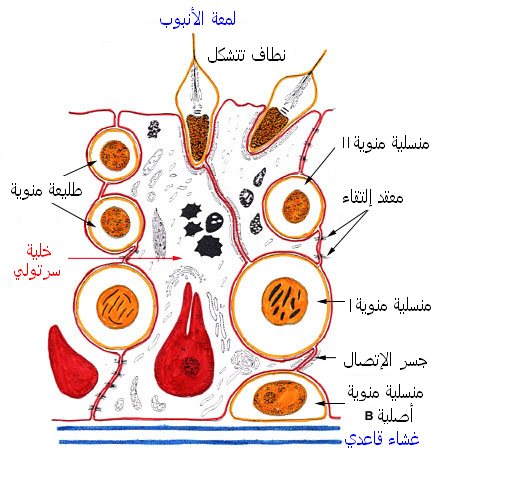 لمعة الأنبوب
نطاف تتشكل
منسلية منوية II
طليعة منوية
معقد إلتقاء
خلية
سرتولي
منسلية منوية I
جسر الإتصال
منسلية منوية
أصلية B
غشاء قاعدي